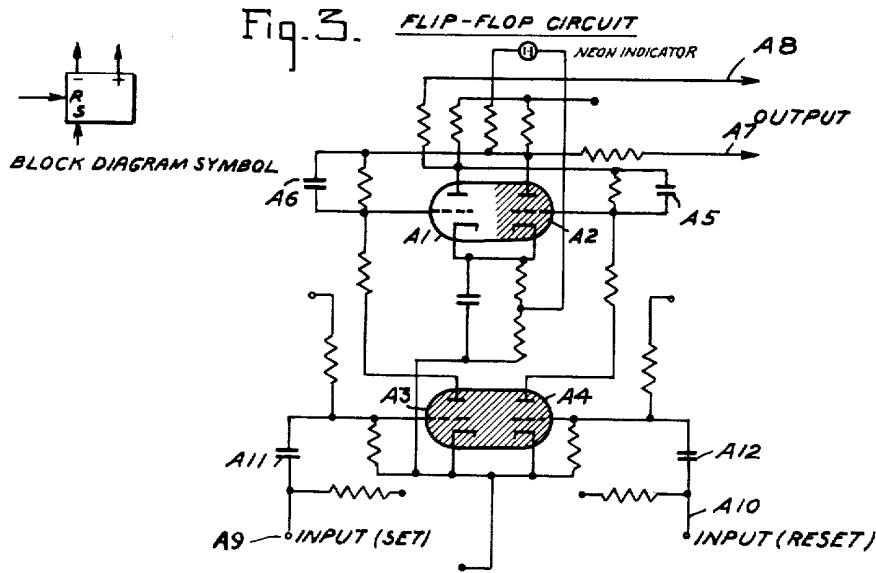 Fig. 3.
FLIP-FLOP CIRCUIT
NEON INDICATOR
A8
- +
R
S
A7 OUTPUT
BLOCK DIAGRAM SYMBOL
A6
A5
A1
A2
A3
A4
A11
A12
A10
A9 INPUT (SET)
INPUT (RESET)